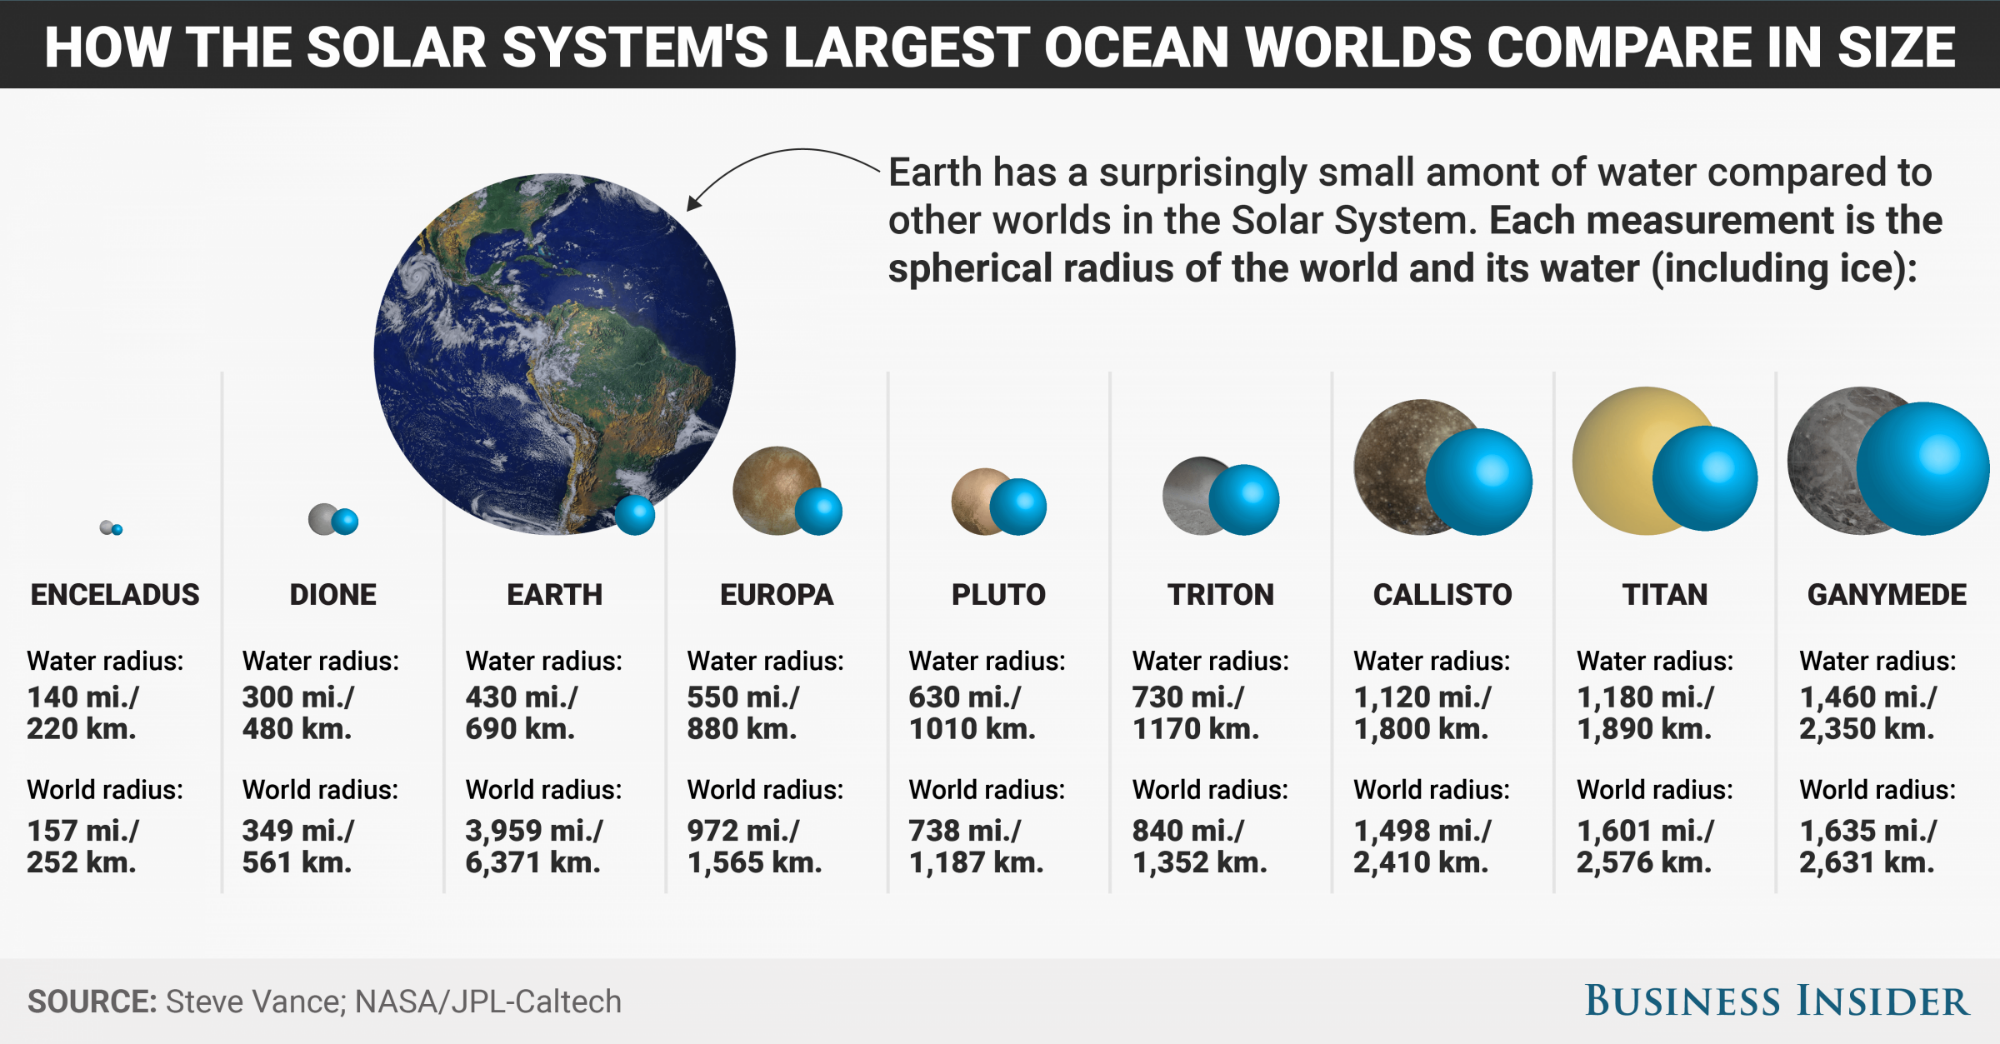 HOW THE SOLAR SYSTEM'S LARGEST OCEAN WORLDS COMPARE IN SIZE
Earth has a surprisingly small amont of water compared to
other worlds in the Solar System. Each measurement is the
spherical radius of the world and its water (including ice):
ENCELADUS
Water radius:
140 mi./
220 km.
World radius:
157 mi./
252 km.
DIONE
Water radius:
300 mi./
480 km.
World radius:
349 mi./
561 km.
EARTH
Water radius:
430 mi./
690 km.
World radius:
3,959 mi./
6,371 km.
EUROPA
Water radius:
550 mi./
880 km.
World radius:
972 mi./
1,565 km.
PLUTO
Water radius:
630 mi./
1010 km.
World radius:
738 mi./
1,187 km.
TRITON
Water radius:
730 mi./
1170 km.
World radius:
840 mi./
1,352 km.
CALLISTO
Water radius:
1,120 mi./
1,800 km.
World radius:
1,498 mi./
2,410 km.
TITAN
Water radius:
1,180 mi./
1,890 km.
World radius:
1,601 mi./
2,576 km.
GANYMEDE
Water radius:
1,460 mi./
2,350 km.
World radius:
1,635 mi./
2,631 km.
SOURCE: Steve Vance; NASA/JPL-Caltech
BUSINESS INSIDER